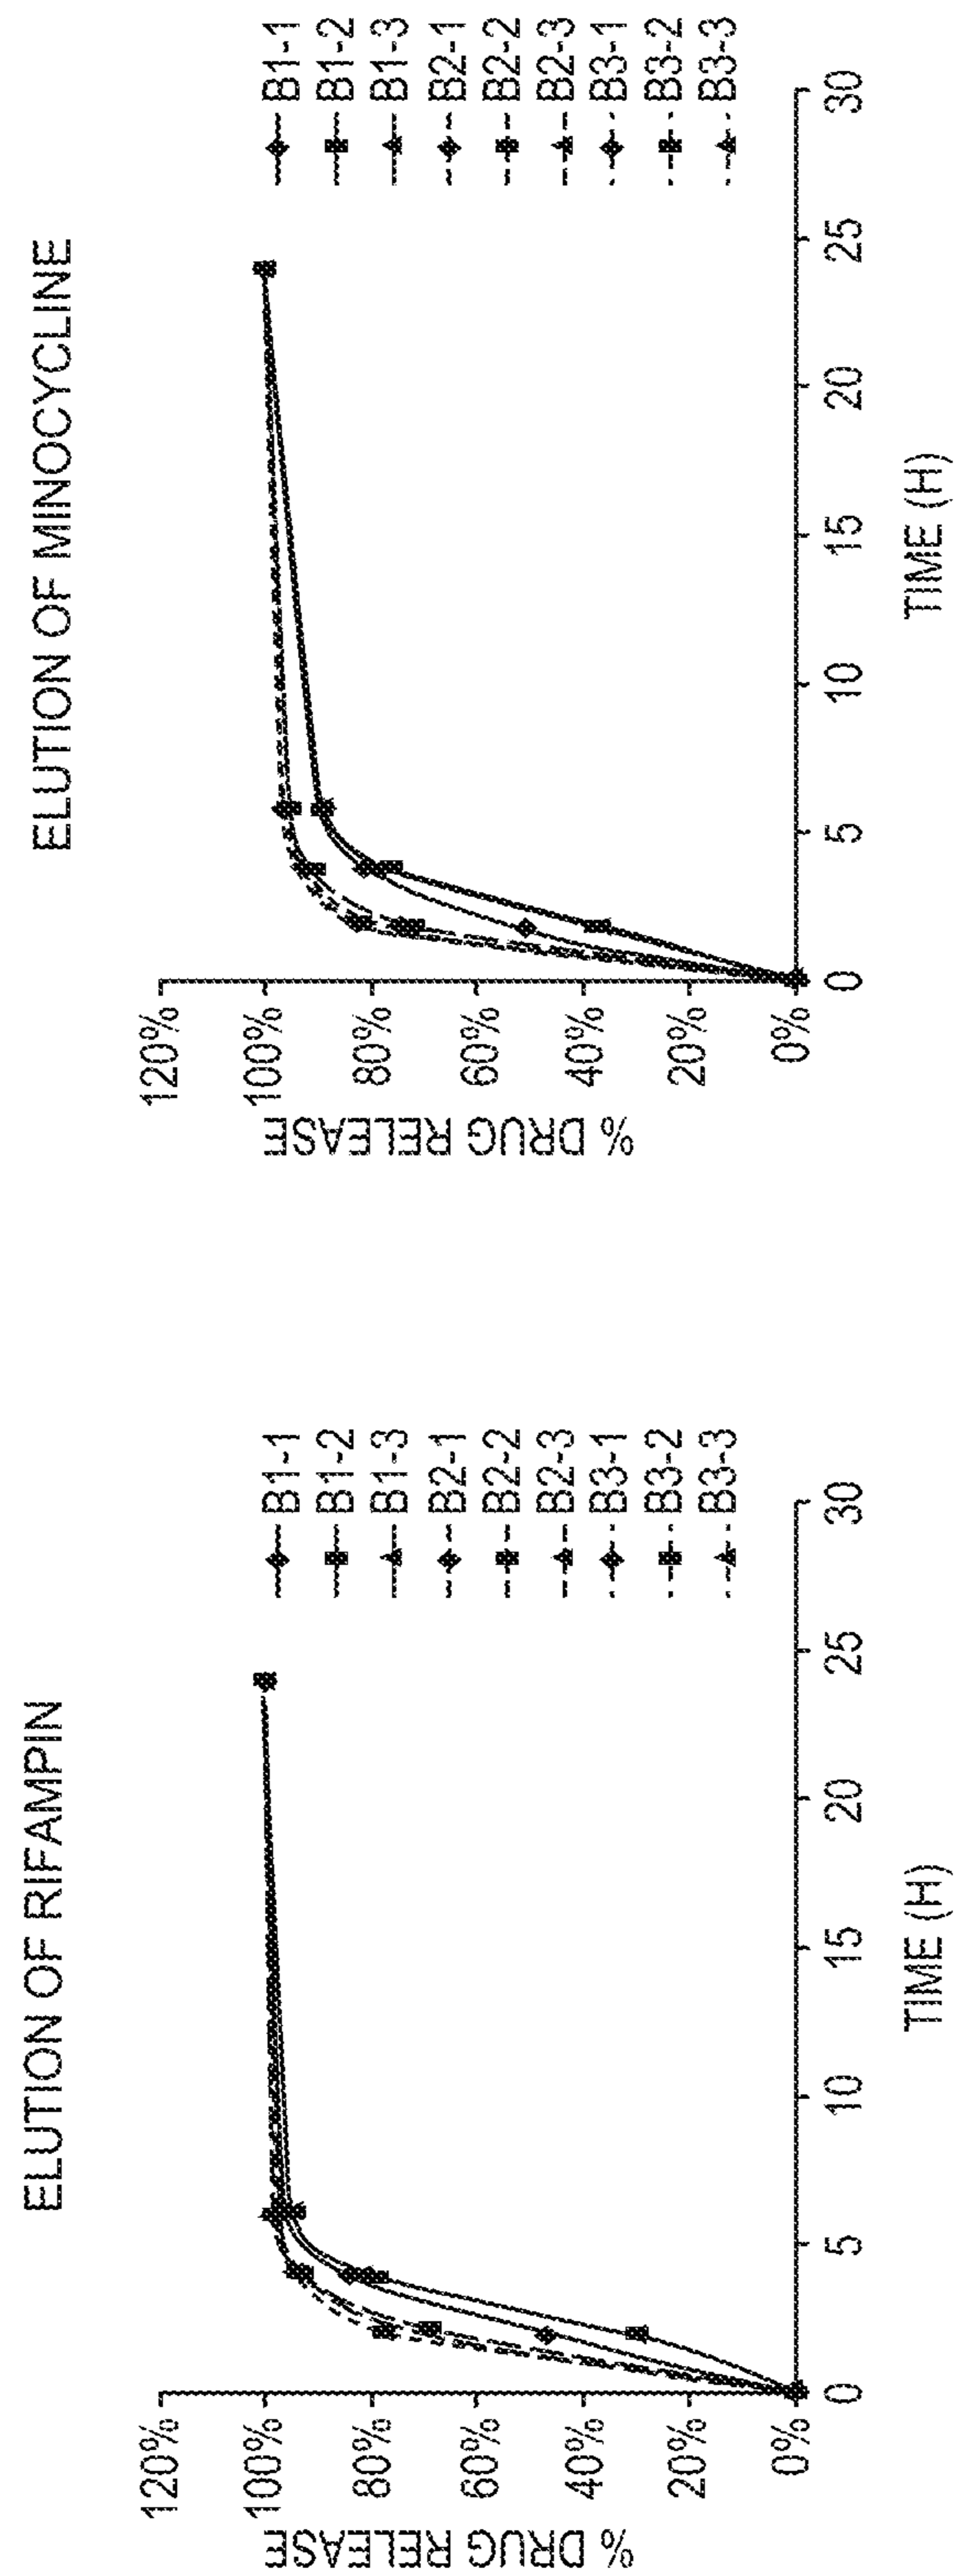 ELUTION OF RIFAMPIN
% DRUG RELEASE
120%
100%
80%
60%
40%
20%
0%
0
5
10
15
20
25
30
TIME (H)
B1-1
B1-2
B1-3
B2-1
B2-2
B2-3
B3-1
B3-2
B3-3
ELUTION OF MINOCYCLINE
% DRUG RELEASE
120%
100%
80%
60%
40%
20%
0%
0
5
10
15
20
25
30
TIME (H)
B1-1
B1-2
B1-3
B2-1
B2-2
B2-3
B3-1
B3-2
B3-3